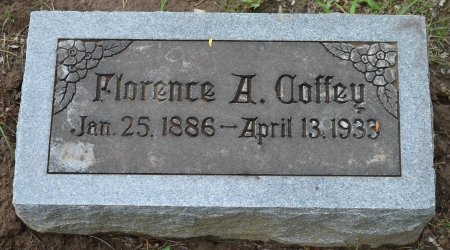 Florence A. Coffey
Jan. 25, 1886 – April 13, 1933